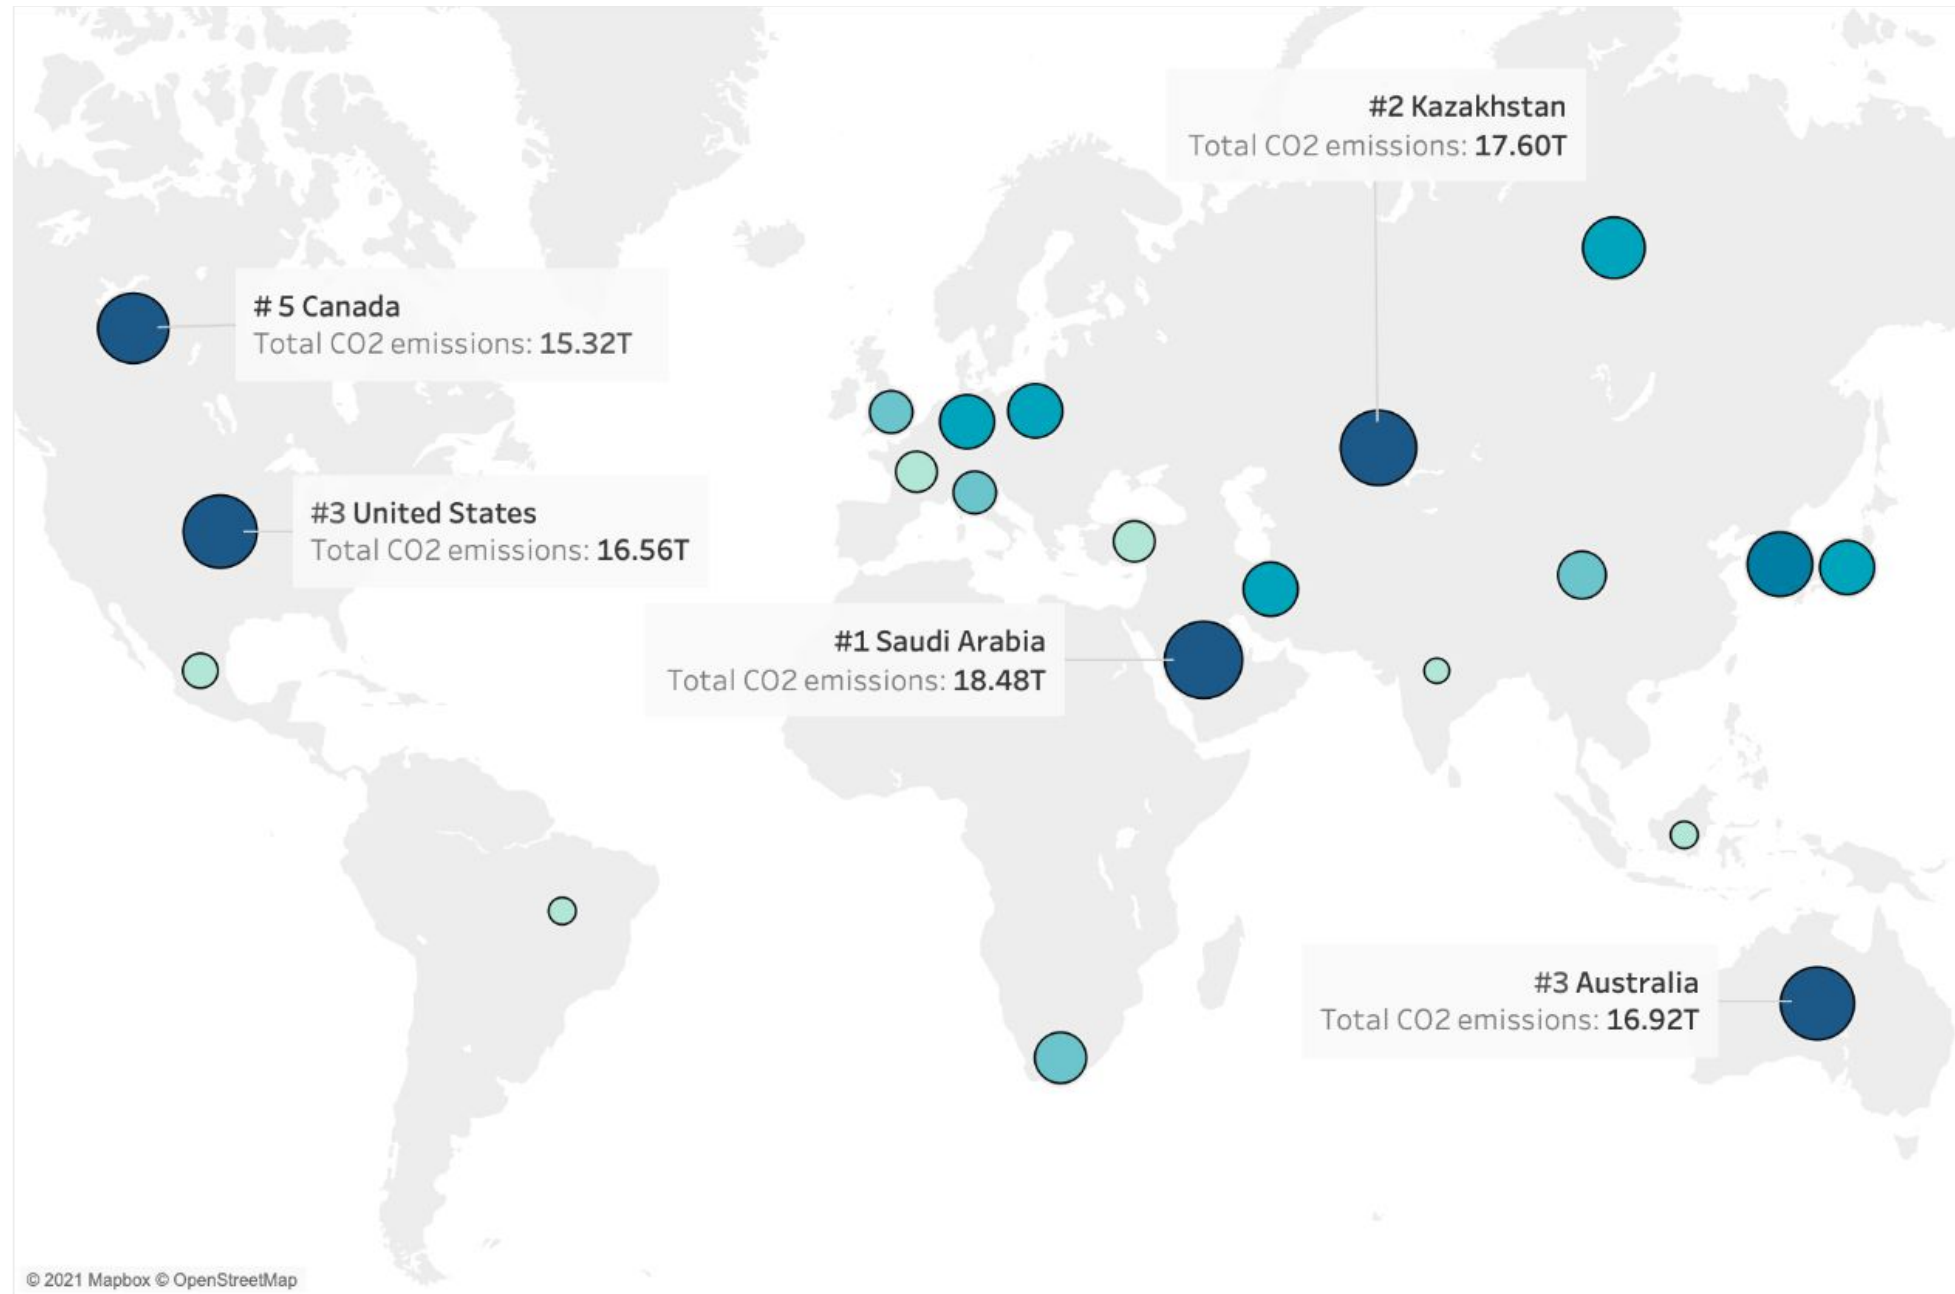 #2 Kazakhstan
Total CO2 emissions: 17.60T
# 5 Canada
Total CO2 emissions: 15.32T
#3 United States
Total CO2 emissions: 16.56T
#1 Saudi Arabia
Total CO2 emissions: 18.48T
#3 Australia
Total CO2 emissions: 16.92T
© 2021 Mapbox © OpenStreetMap